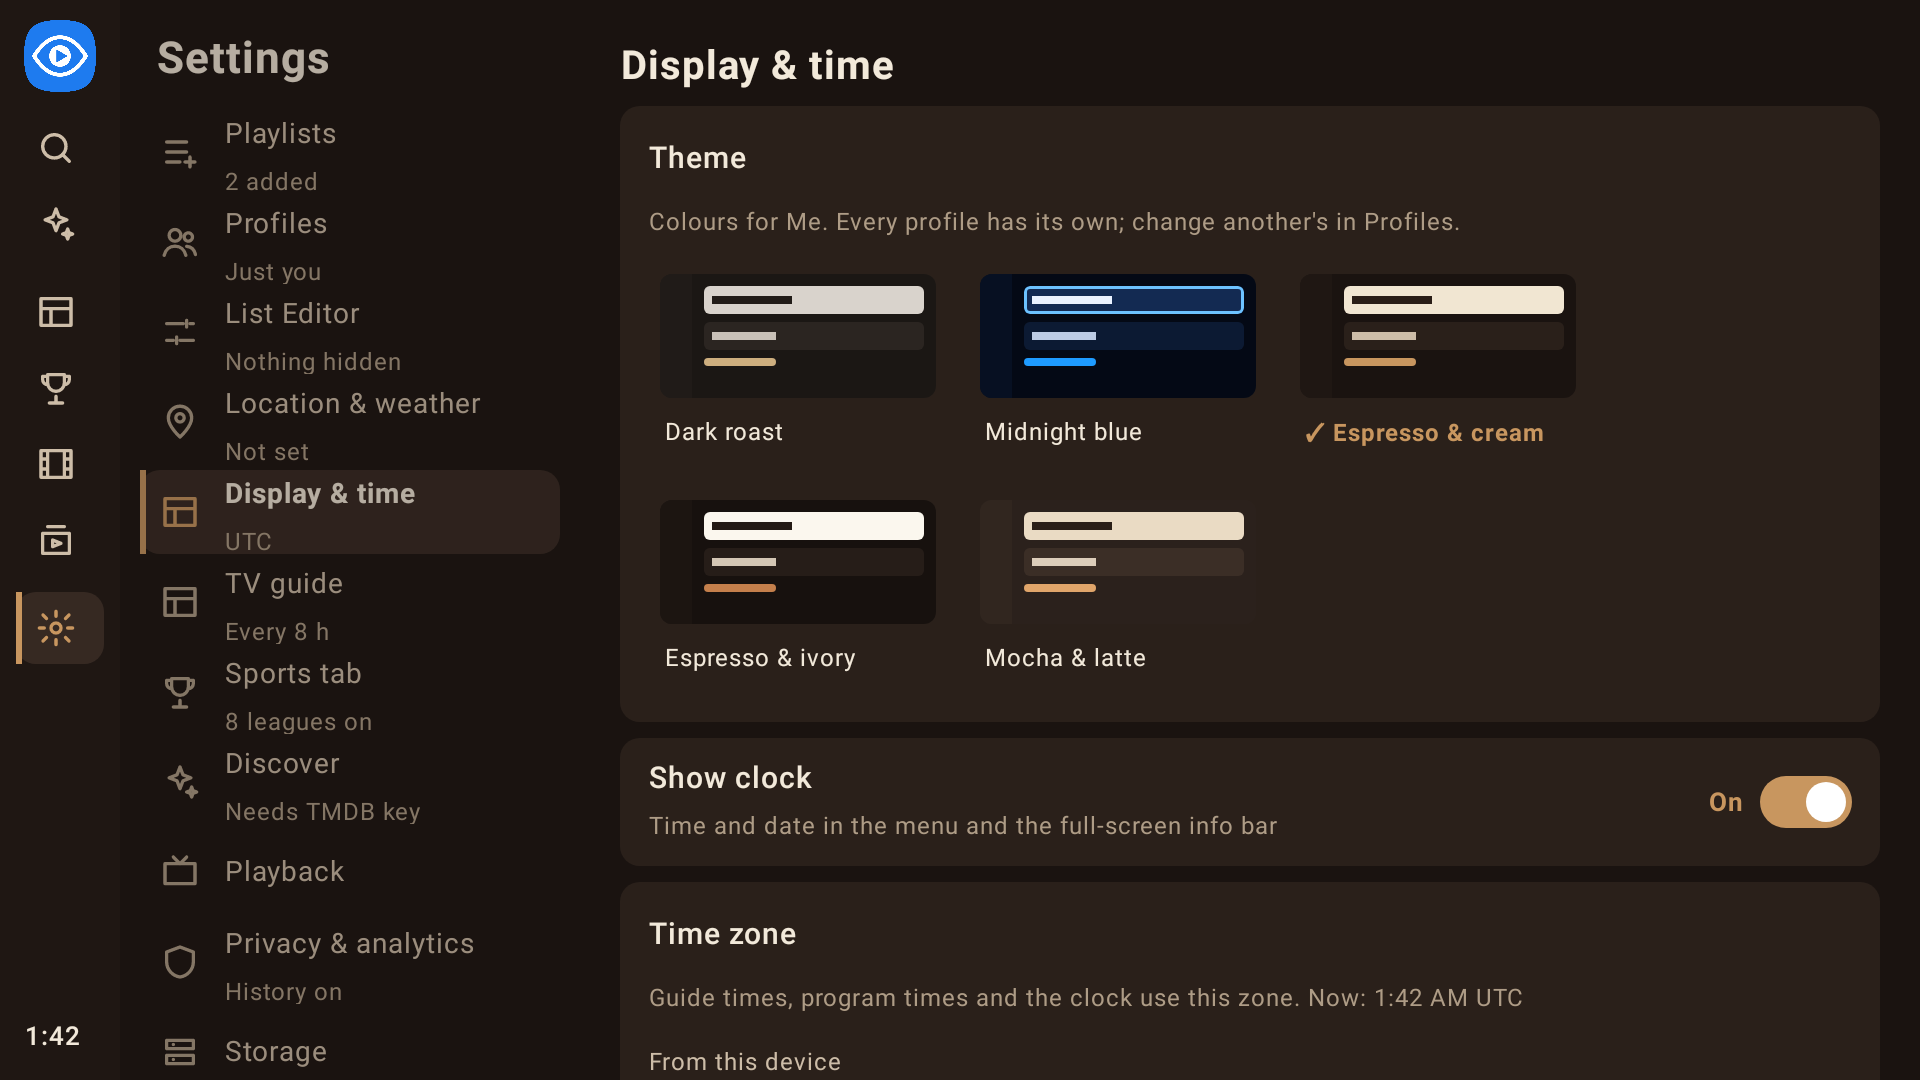 Settings
Playlists
2 added
Profiles
Just you
List Editor
Nothing hidden
Location & weather
Not set
Display & time
UTC
TV guide
Every 8 h
Sports tab
8 leagues on
Discover
Needs TMDB key
Playback
Privacy & analytics
History on
Storage
1:42
Display & time
Theme
Colours for Me. Every profile has its own; change another's in Profiles.
Dark roast
Midnight blue
✓ Espresso & cream
Espresso & ivory
Mocha & latte
Show clock
Time and date in the menu and the full-screen info bar
On
Time zone
Guide times, program times and the clock use this zone. Now: 1:42 AM UTC
From this device